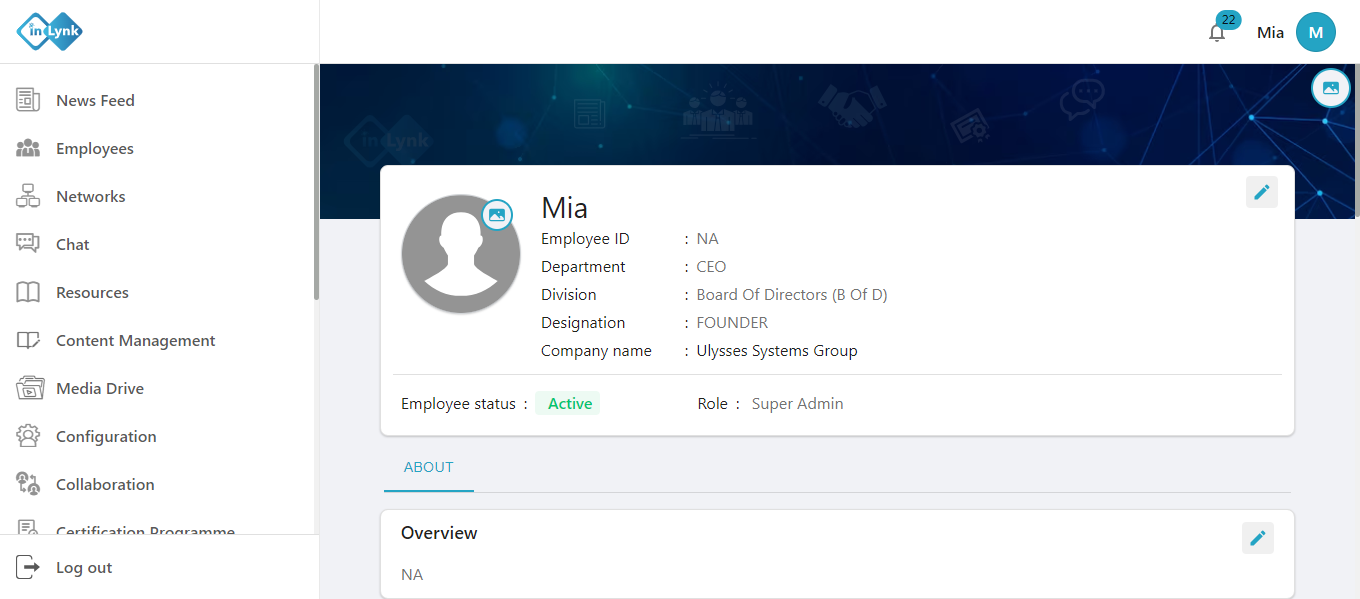 inLynk
22
Mia
M
News Feed
Employees
Networks
Chat
Resources
Content Management
Media Drive
Configuration
Collaboration
Certification Programme
Log out
inLynk
Mia
Employee ID : NA
Department : CEO
Division : Board Of Directors (B Of D)
Designation : FOUNDER
Company name : Ulysses Systems Group
Employee status : Active Role : Super Admin
ABOUT
Overview
NA